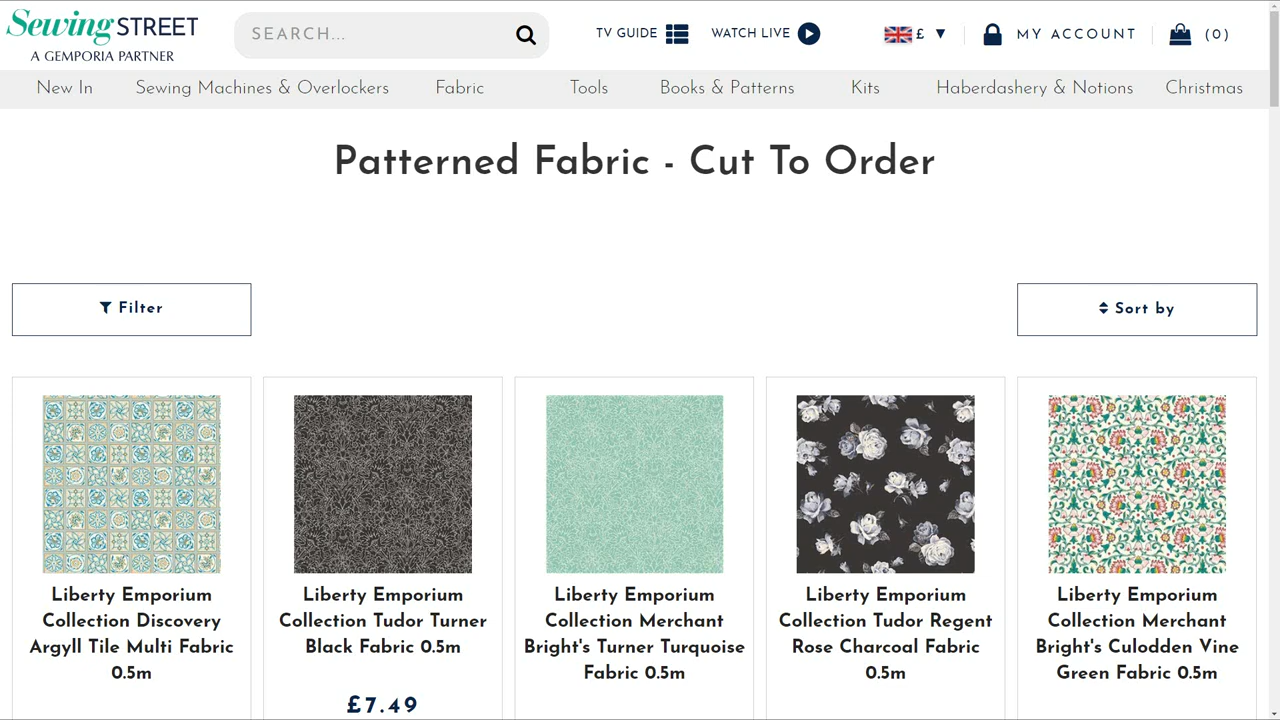 Sewing STREET
A GEMPORIA PARTNER
SEARCH...
TV GUIDE
WATCH LIVE
£ ▼
MY ACCOUNT
(0)
New In
Sewing Machines & Overlockers
Fabric
Tools
Books & Patterns
Kits
Haberdashery & Notions
Christmas
Patterned Fabric - Cut To Order
Filter
Sort by
Liberty Emporium
Collection Discovery
Argyll Tile Multi Fabric
0.5m
Liberty Emporium
Collection Tudor Turner
Black Fabric 0.5m
£7.49
Liberty Emporium
Collection Merchant
Bright's Turner Turquoise
Fabric 0.5m
Liberty Emporium
Collection Tudor Regent
Rose Charcoal Fabric
0.5m
Liberty Emporium
Collection Merchant
Bright's Culodden Vine
Green Fabric 0.5m